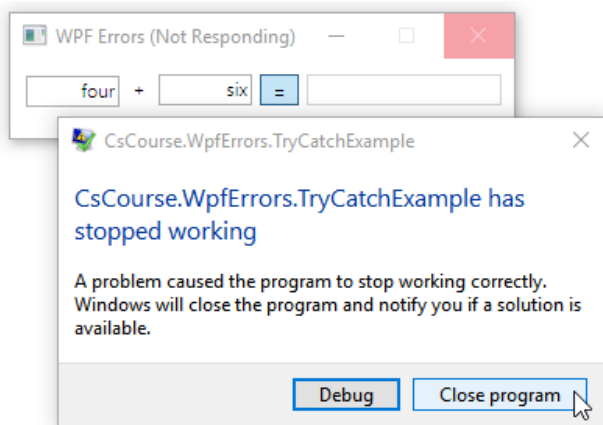 WPF Errors (Not Responding)
four + six =
CsCourse.WpfErrors.TryCatchExample
CsCourse.WpfErrors.TryCatchExample has
stopped working
A problem caused the program to stop working correctly.
Windows will close the program and notify you if a solution is
available.
Debug Close program